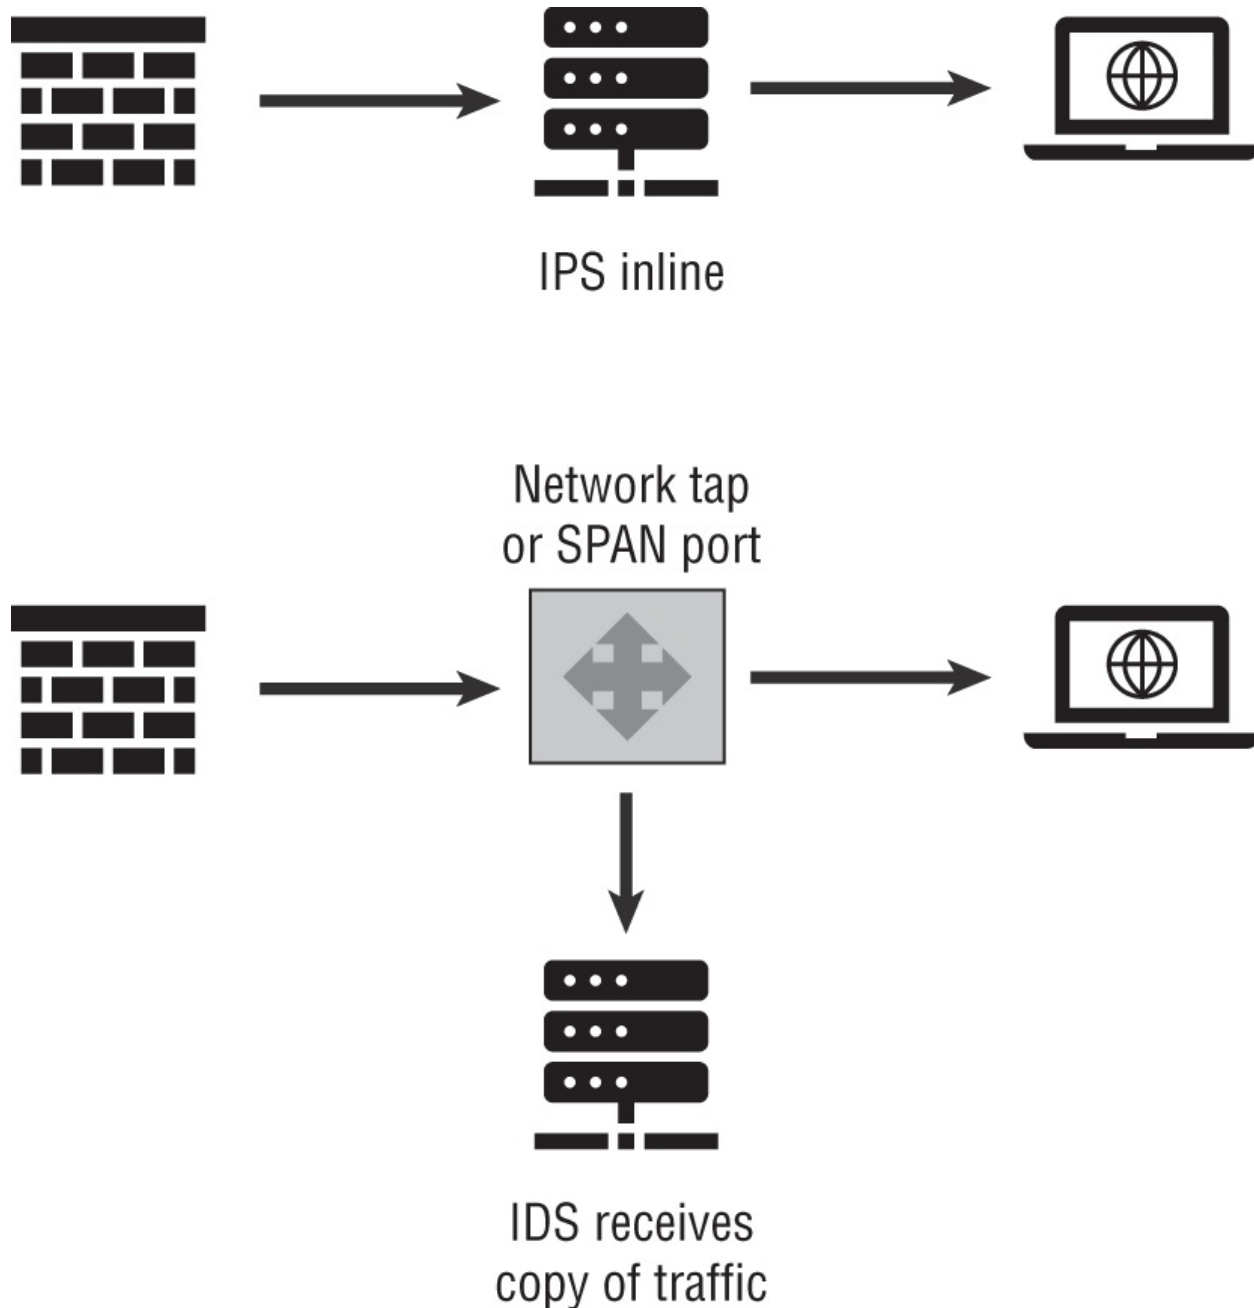 IPS inline
Network tap
or SPAN port
IDS receives
copy of traffic